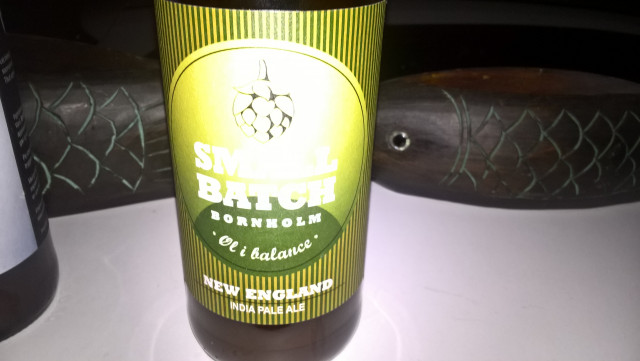 SMALL
BATCH
BORNHOLM
· Øl i balance ·
NEW ENGLAND
INDIA PALE ALE